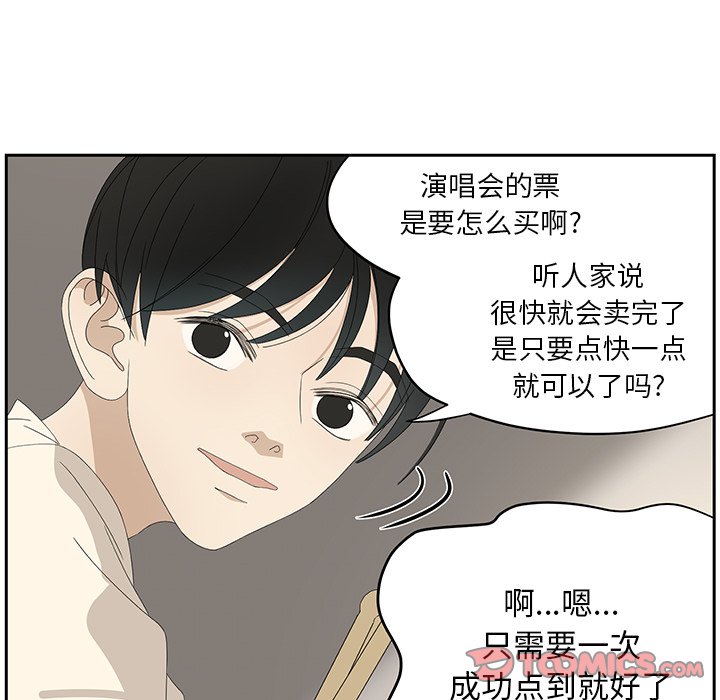 演唱会的票
是要怎么买啊?
听人家说
很快就会卖完了
是只要点快一点
就可以了吗?
啊...嗯...
只需要一次
成功点到就好了
TOOMICS.COM